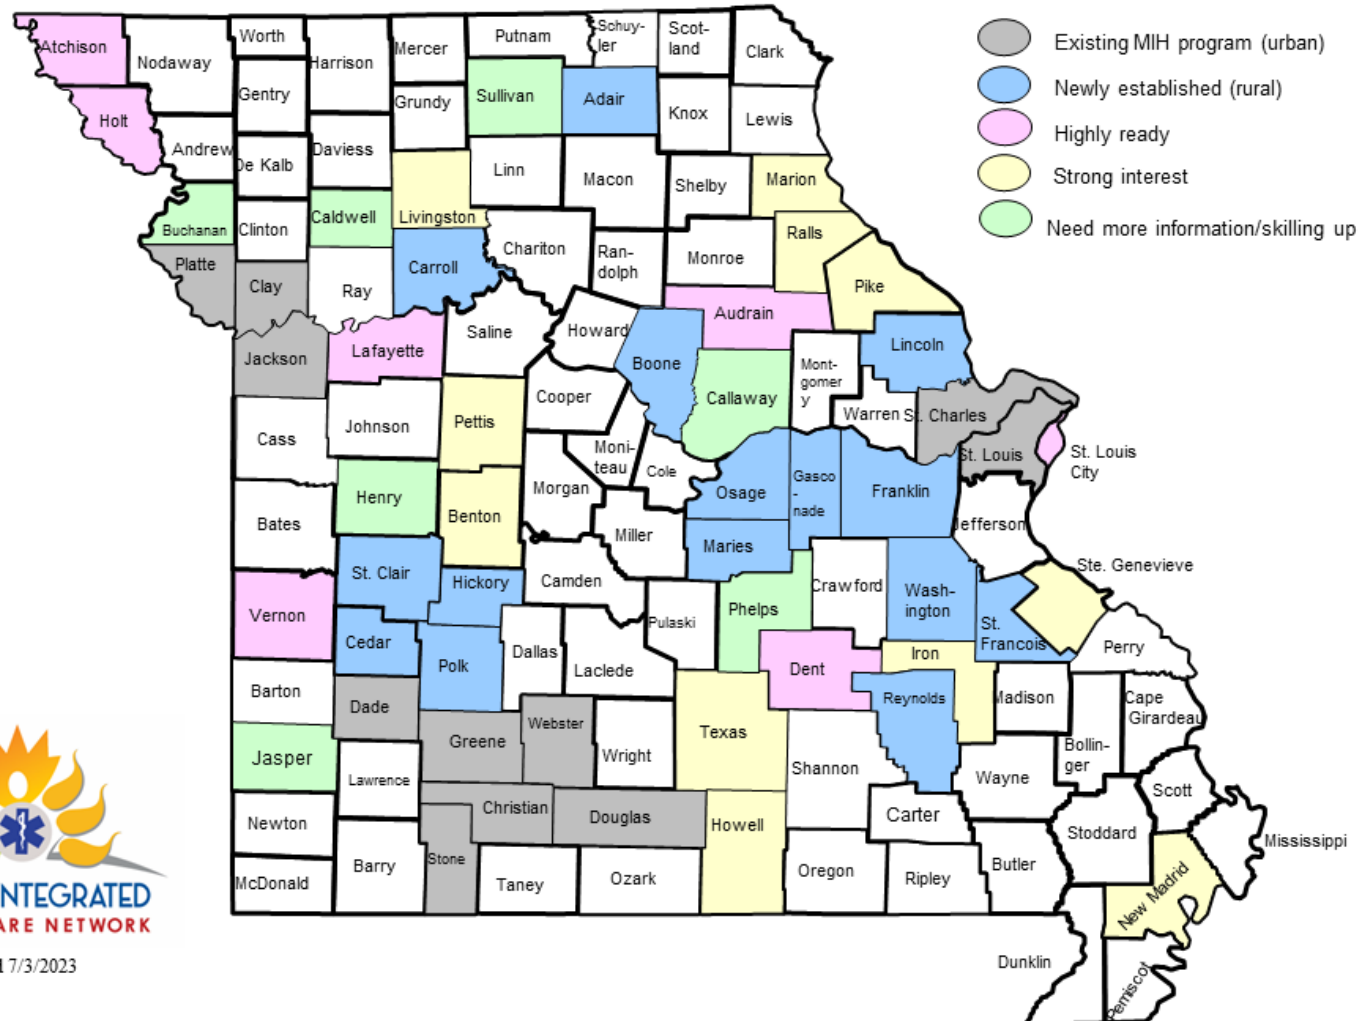 Existing MIH program (urban)
Newly established (rural)
Highly ready
Strong interest
Need more information/skilling up
Atchison
Nodaway
Worth
Harrison
Mercer
Putnam
Schuy-
ler
Scot-
land
Clark
Gentry
Holt
Grundy
Sullivan
Adair
Knox
Lewis
Andrew
De Kalb
Daviess
Linn
Macon
Shelby
Marion
Buchanan
Clinton
Caldwell
Livingston
Chariton
Ran-
dolph
Monroe
Ralls
Pike
Platte
Clay
Ray
Carroll
Saline
Howard
Boone
Audrain
Lincoln
Jackson
Lafayette
Callaway
Mont-
gomer
y
Warren
St. Charles
Cass
Johnson
Pettis
Cooper
Moni-
teau
Cole
St. Louis
St. Louis
City
Henry
Benton
Morgan
Miller
Osage
Gasco
-
nade
Franklin
Jefferson
Bates
St. Clair
Hickory
Camden
Maries
Phelps
Crawford
Wash-
ington
St.
Francois
Ste. Genevieve
Perry
Vernon
Cedar
Polk
Dallas
Laclede
Pulaski
Dent
Iron
Reynolds
Madison
Cape
Girardeau
Bollin-
ger
Barton
Dade
Greene
Webster
Wright
Texas
Shannon
Wayne
Scott
Jasper
Lawrence
Christian
Douglas
Howell
Carter
Stoddard
Mississippi
Newton
McDonald
Barry
Stone
Taney
Ozark
Oregon
Ripley
Butler
New Madrid
Dunklin
Pemiscot
NTEGRATED
ARE NETWORK
7/3/2023